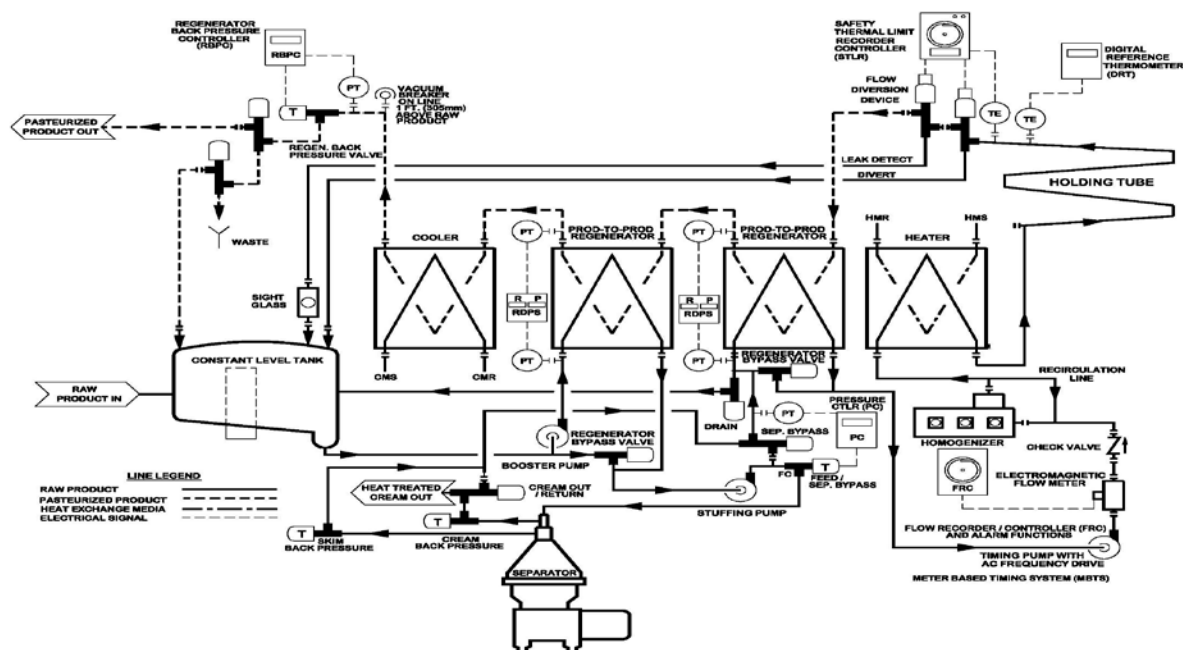 REGENERATOR
BACK PRESSURE
CONTROLLER
(RBPC)
RBPC
PT
VACUUM
BREAKER
ON LINE
1 FT. (305mm)
ABOVE RAW
PRODUCT
T
PASTEURIZED
PRODUCT OUT
REGEN. BACK
PRESSURE VALVE
WASTE
SAFETY
THERMAL LIMIT
RECORDER
CONTROLLER
(STLR)
DIGITAL
REFERENCE
THERMOMETER
(DRT)
FLOW
DIVERSION
DEVICE
TE
TE
LEAK DETECT
DIVERT
HOLDING TUBE
COOLER
PT
PROD-TO-PROD
REGENERATOR
PT
PROD-TO-PROD
REGENERATOR
HMR
HMS
HEATER
SIGHT
GLASS
R P
RDPS
R P
RDPS
PT
PT
CONSTANT LEVEL TANK
CMS
CMR
REGENERATOR
BYPASS VALVE
RAW
PRODUCT IN
RECIRCULATION
LINE
DRAIN
PT
PRESSURE
CTLR (PC)
PC
SEP. BYPASS
REGENERATOR
BYPASS VALVE
BOOSTER PUMP
HOMOGENIZER
CHECK VALVE
FC
T
FEED /
SEP. BYPASS
STUFFING PUMP
ELECTROMAGNETIC
FLOW METER
FRC
LINE LEGEND
RAW PRODUCT
PASTEURIZED PRODUCT
HEAT EXCHANGE MEDIA
ELECTRICAL SIGNAL
HEAT TREATED
CREAM OUT
CREAM OUT
/ RETURN
T
SKIM
BACK PRESSURE
T
CREAM
BACK PRESSURE
FLOW RECORDER / CONTROLLER (FRC)
AND ALARM FUNCTIONS
TIMING PUMP WITH
AC FREQUENCY DRIVE
METER BASED TIMING SYSTEM (MBTS)
SEPARATOR